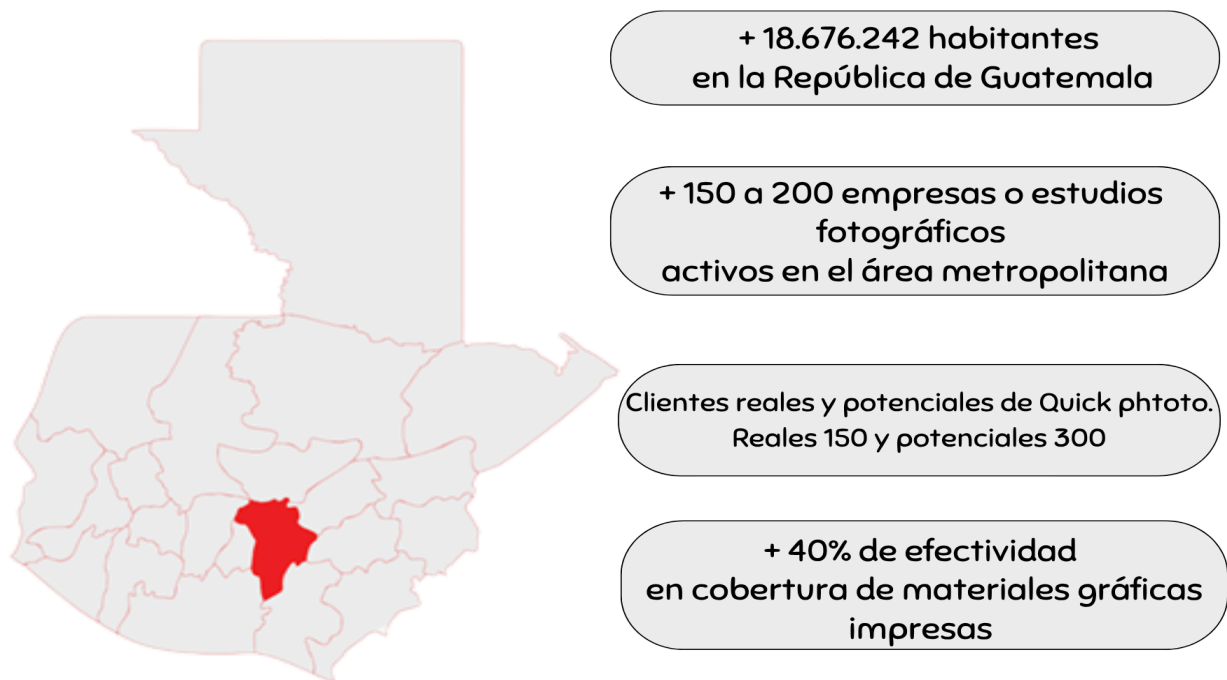 + 18.676.242 habitantes
en la República de Guatemala
+ 150 a 200 empresas o estudios
fotográficos
activos en el área metropolitana
Clientes reales y potenciales de Quick phtoto.
Reales 150 y potenciales 300
+ 40% de efectividad
en cobertura de materiales gráficas
impresas